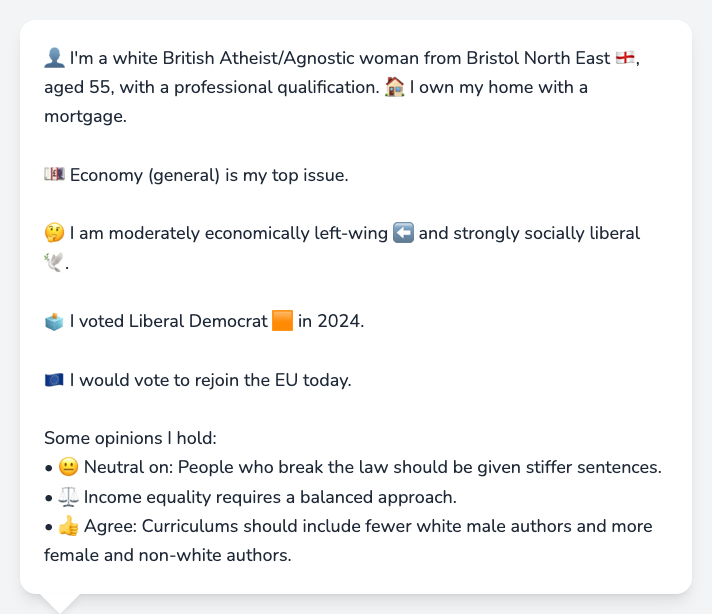 👤 I'm a white British Atheist/Agnostic woman from Bristol North East 🏴󠁧󠁢󠁥󠁮󠁧󠁿,
aged 55, with a professional qualification. 🏠 I own my home with a
mortgage.
💷 Economy (general) is my top issue.
🤔 I am moderately economically left-wing ⬅️ and strongly socially liberal
🕊️.
🗳️ I voted Liberal Democrat 🟧 in 2024.
🇪🇺 I would vote to rejoin the EU today.
Some opinions I hold:
• 😐 Neutral on: People who break the law should be given stiffer sentences.
• ⚖️ Income equality requires a balanced approach.
• 👍 Agree: Curriculums should include fewer white male authors and more
female and non-white authors.